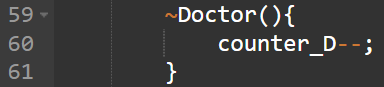 59 ~Doctor(){
60 counter_D--;
61 }